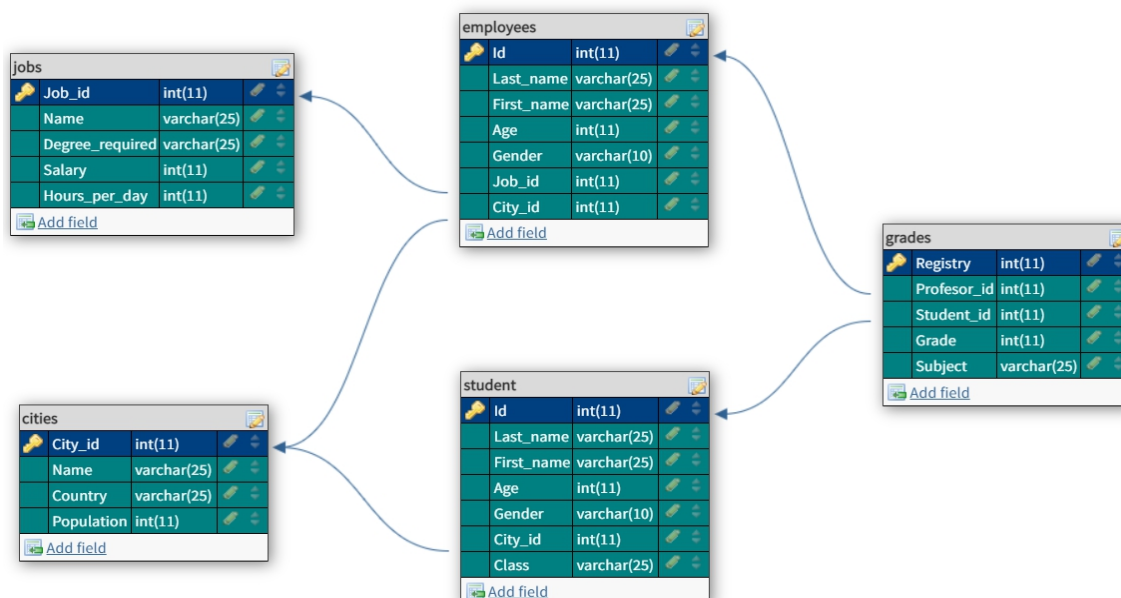 jobs
Job_id int(11)
Name varchar(25)
Degree_required varchar(25)
Salary int(11)
Hours_per_day int(11)
Add field
employees
Id int(11)
Last_name varchar(25)
First_name varchar(25)
Age int(11)
Gender varchar(10)
Job_id int(11)
City_id int(11)
Add field
grades
Registry int(11)
Profesor_id int(11)
Student_id int(11)
Grade int(11)
Subject varchar(25)
Add field
cities
City_id int(11)
Name varchar(25)
Country varchar(25)
Population int(11)
Add field
student
Id int(11)
Last_name varchar(25)
First_name varchar(25)
Age int(11)
Gender varchar(10)
City_id int(11)
Class varchar(25)
Add field